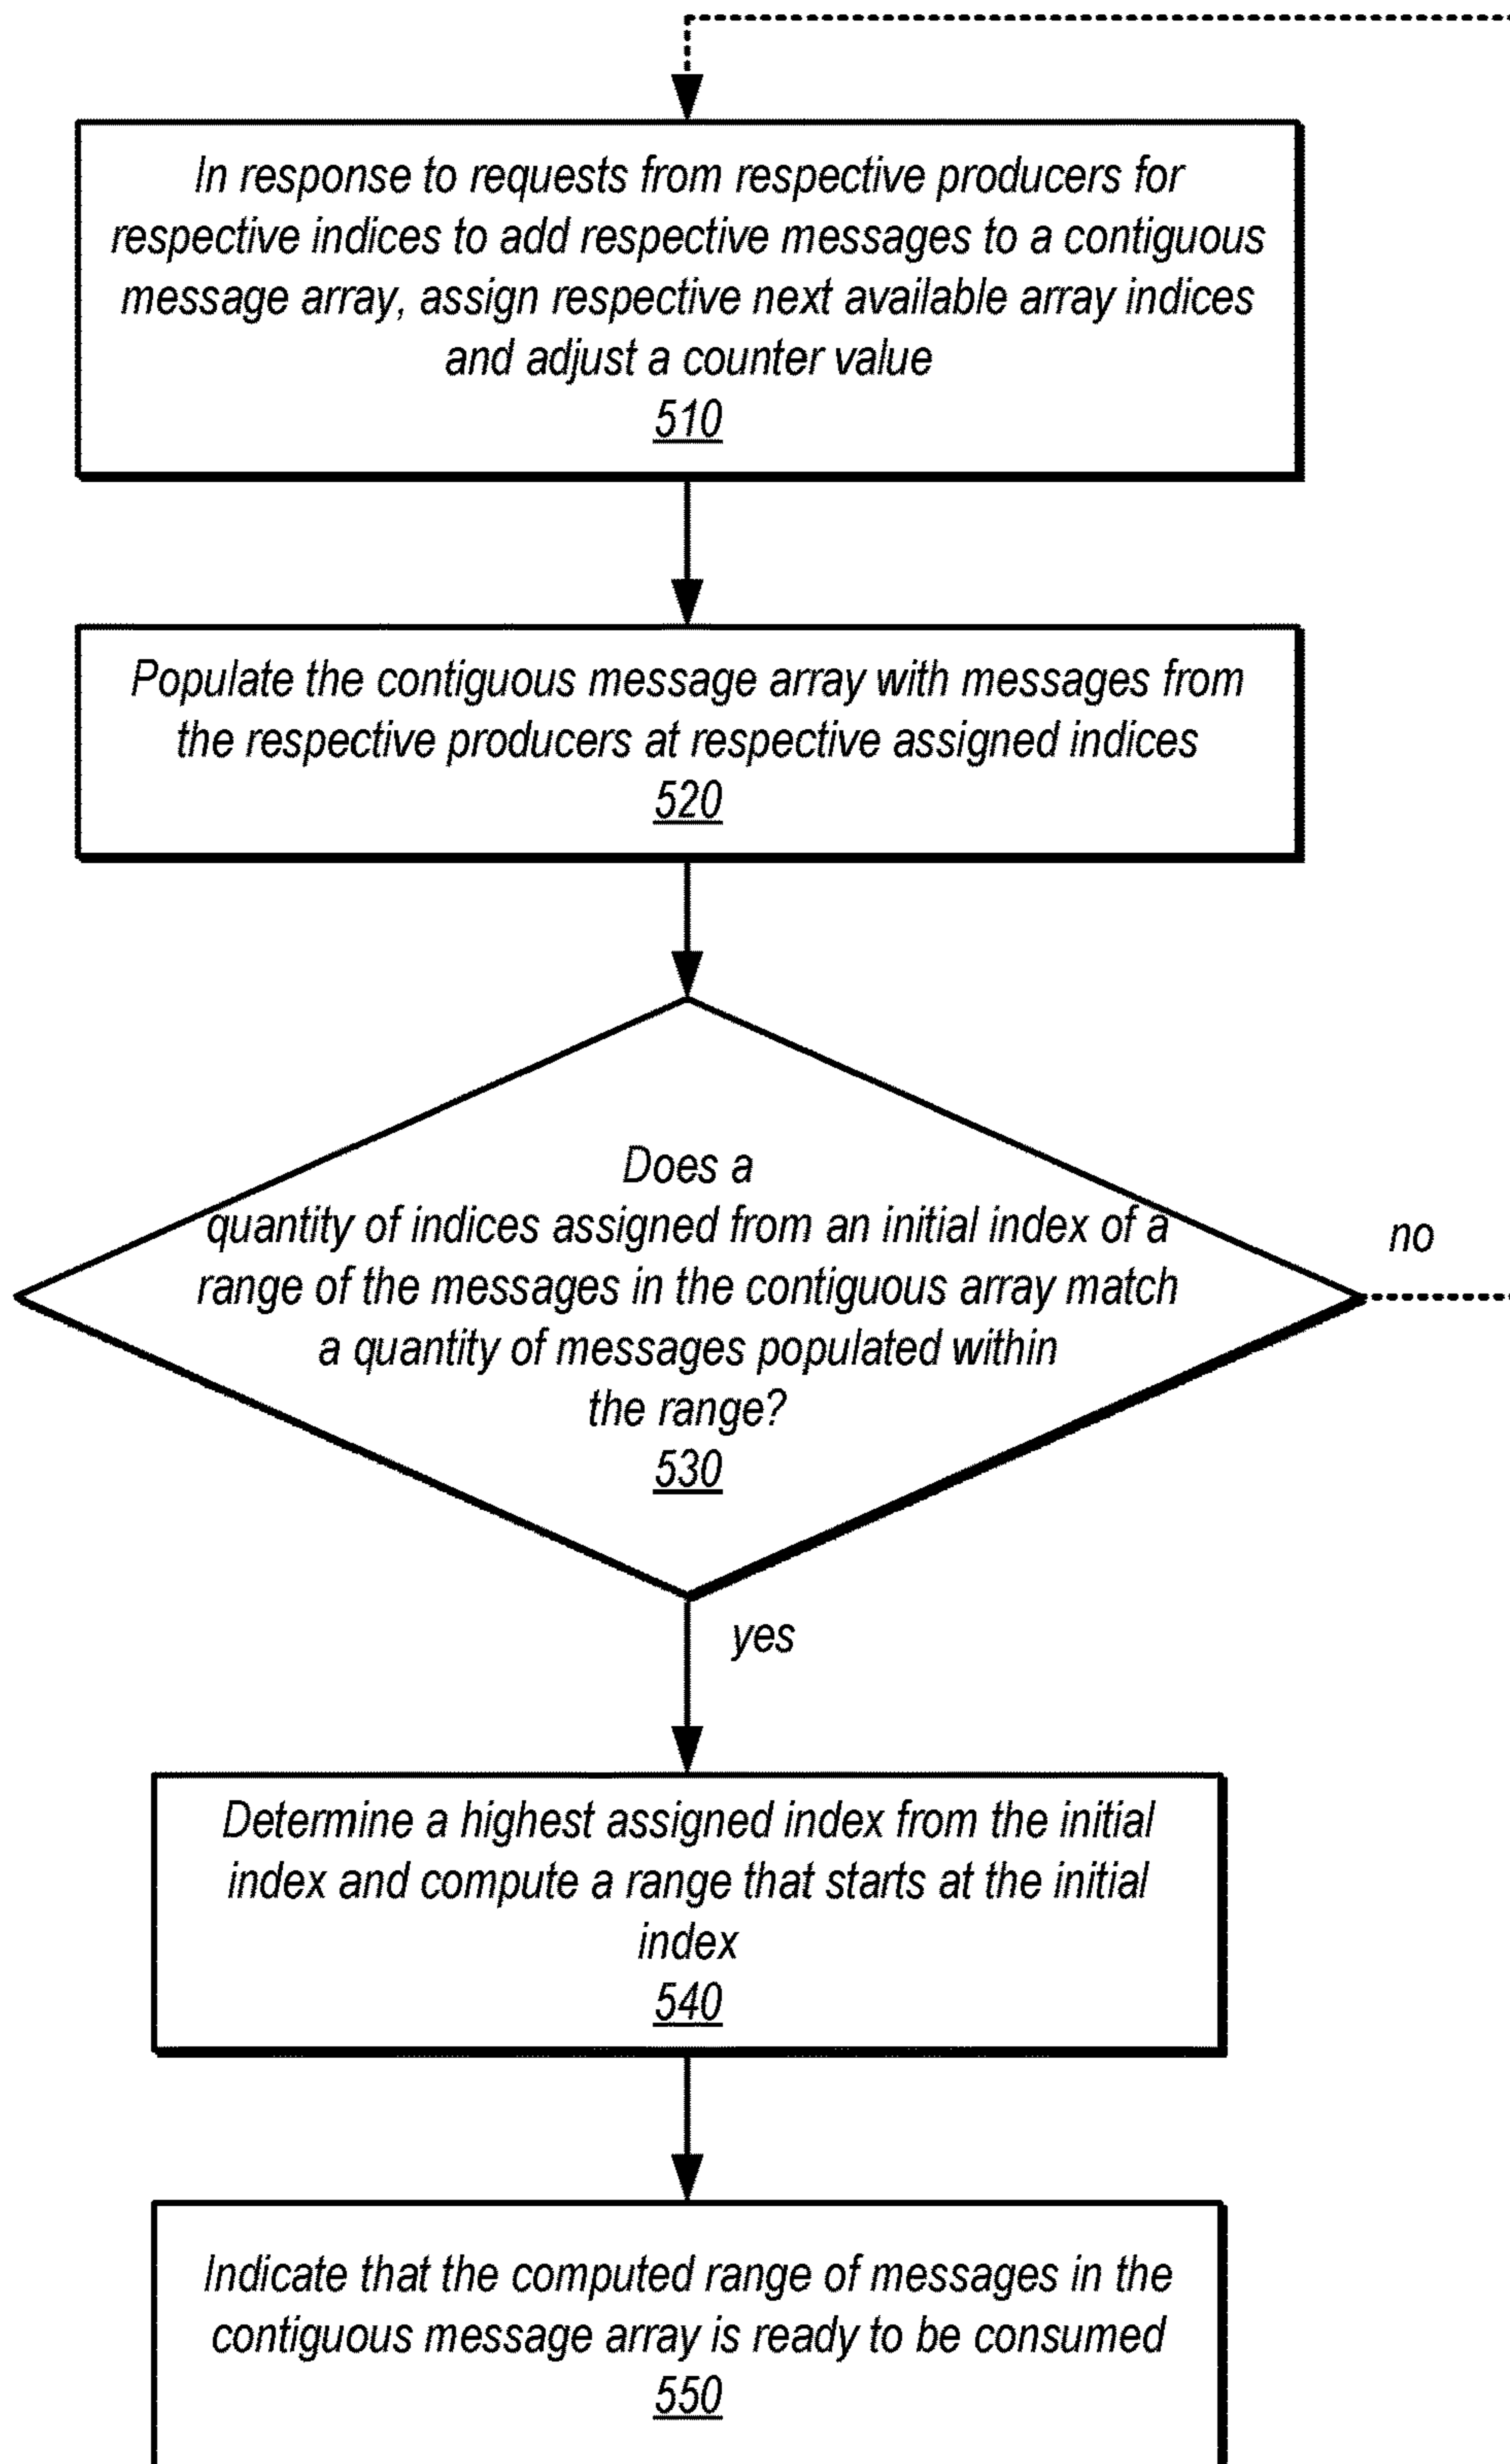 In response to requests from respective producers for
respective indices to add respective messages to a contiguous
message array, assign respective next available array indices
and adjust a counter value
510
Populate the contiguous message array with messages from
the respective producers at respective assigned indices
520
Does a
quantity of indices assigned from an initial index of a
range of the messages in the contiguous array match
a quantity of messages populated within
the range?
530
no
yes
Determine a highest assigned index from the initial
index and compute a range that starts at the initial
index
540
Indicate that the computed range of messages in the
contiguous message array is ready to be consumed
550